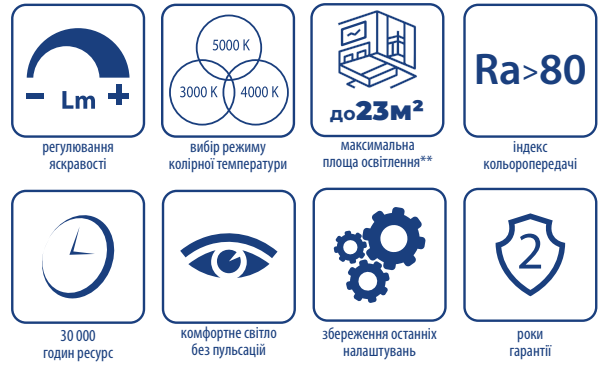 − Lm +
регулювання
яскравості
5000 K
3000 K 4000 K
вибір режиму
колірної температури
до23м²
максимальна
площа освітлення**
Ra>80
індекс
кольоропередачі
30 000
годин ресурс
комфортне світло
без пульсацій
збереження останніх
налаштувань
2
роки
гарантії